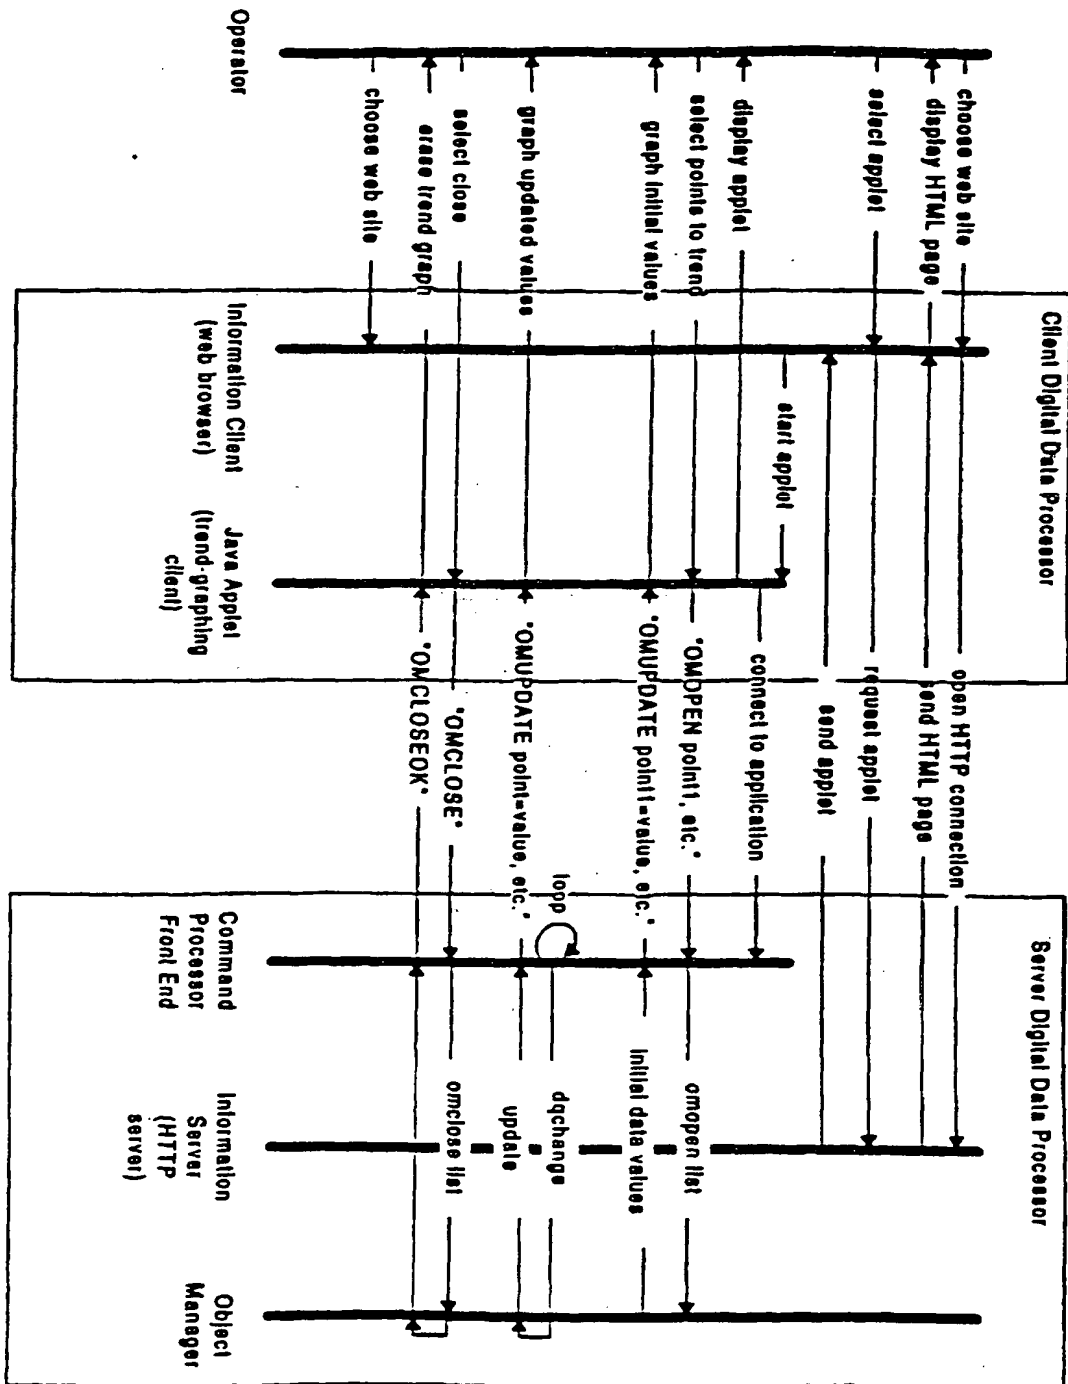 Client Digital Data Processor
Server Digital Data Processor
choose web site
open HTTP connection
display HTML page
send HTML page
select applet
request applet
send applet
start applet
connect to application
display applet
select points to trend
"OMOPEN point1, etc."
omopen list
graph initial values
"OMUPDATE point1=value, etc."
initial data values
loop
dqchange
graph updated values
"OMUPDATE point=value, etc."
update
select close
"OMCLOSE"
omclose list
erase trend graph
"OMCLOSEOK"
choose web site
Operator
Information Client
(web browser)
Java Applet
(trend-graphing
client)
Command
Processor
Front End
Information
Server
(HTTP
server)
Object
Manager